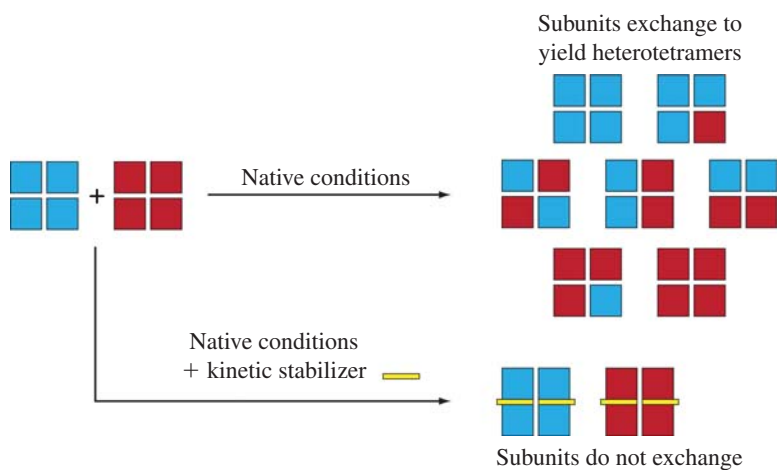 Subunits exchange to
yield heterotetramers
+
Native conditions
Native conditions
+ kinetic stabilizer
Subunits do not exchange